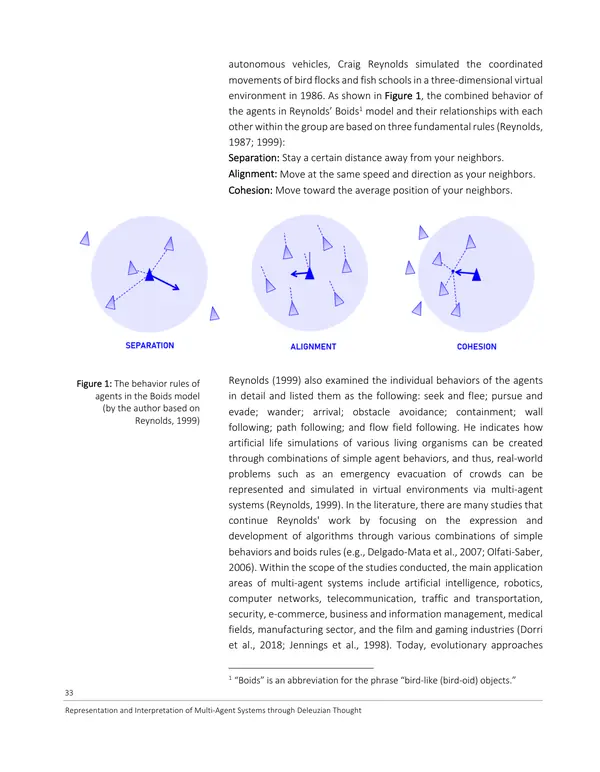 autonomous vehicles, Craig Reynolds simulated the coordinated
movements of bird flocks and fish schools in a three-dimensional virtual
environment in 1986. As shown in Figure 1, the combined behavior of
the agents in Reynolds' Boids¹ model and their relationships with each
other within the group are based on three fundamental rules (Reynolds,
1987; 1999):
Separation: Stay a certain distance away from your neighbors.
Alignment: Move at the same speed and direction as your neighbors.
Cohesion: Move toward the average position of your neighbors.
SEPARATION
ALIGNMENT
COHESION
Figure 1: The behavior rules of
agents in the Boids model
(by the author based on
Reynolds, 1999)
Reynolds (1999) also examined the individual behaviors of the agents
in detail and listed them as the following: seek and flee; pursue and
evade; wander; arrival; obstacle avoidance; containment; wall
following; path following; and flow field following. He indicates how
artificial life simulations of various living organisms can be created
through combinations of simple agent behaviors, and thus, real-world
problems such as an emergency evacuation of crowds can be
represented and simulated in virtual environments via multi-agent
systems (Reynolds, 1999). In the literature, there are many studies that
continue Reynolds' work by focusing on the expression and
development of algorithms through various combinations of simple
behaviors and boids rules (e.g., Delgado-Mata et al., 2007; Olfati-Saber,
2006). Within the scope of the studies conducted, the main application
areas of multi-agent systems include artificial intelligence, robotics,
computer networks, telecommunication, traffic and transportation,
security, e-commerce, business and information management, medical
fields, manufacturing sector, and the film and gaming industries (Dorri
et al., 2018; Jennings et al., 1998). Today, evolutionary approaches
¹ "Boids" is an abbreviation for the phrase "bird-like (bird-oid) objects."
33
Representation and Interpretation of Multi-Agent Systems through Deleuzian Thought